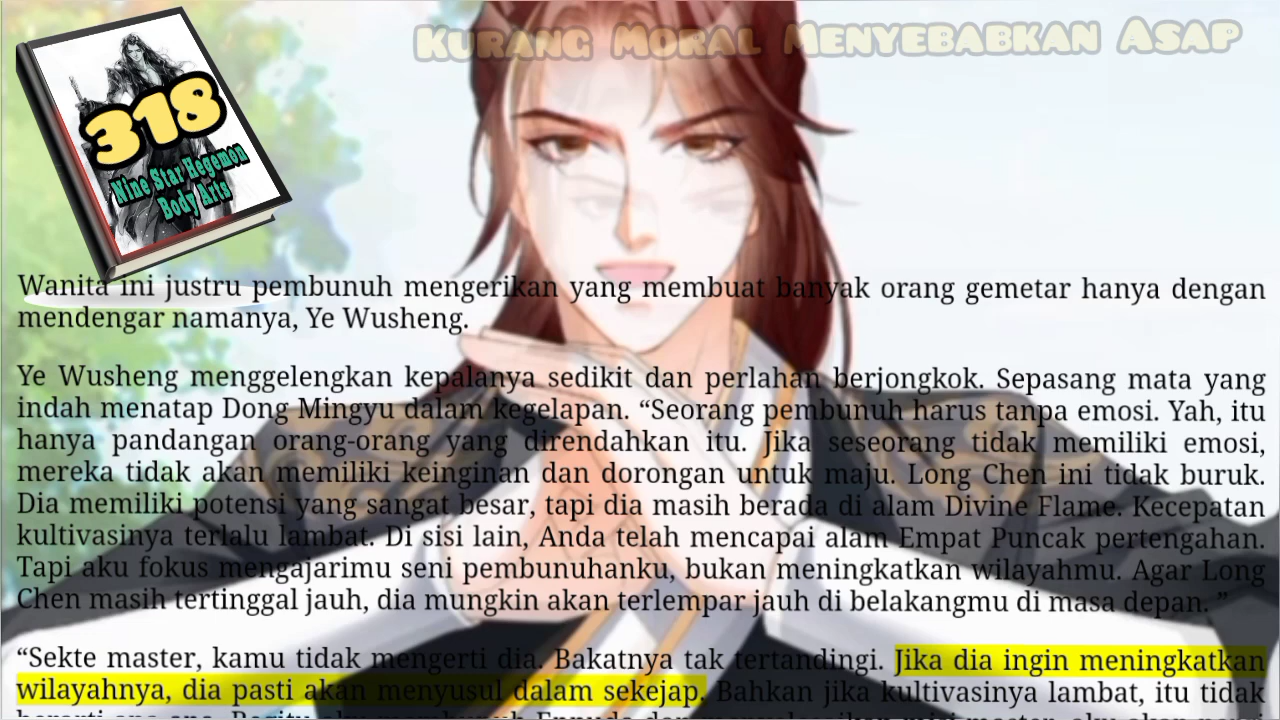 Kurang Moral Menyebabkan Asap
318
Nine Star Hegemon
Body Arts
Wanita ini justru pembunuh mengerikan yang membuat banyak orang gemetar hanya dengan
mendengar namanya, Ye Wusheng.
Ye Wusheng menggelengkan kepalanya sedikit dan perlahan berjongkok. Sepasang mata yang
indah menatap Dong Mingyu dalam kegelapan. “Seorang pembunuh harus tanpa emosi. Yah, itu
hanya pandangan orang-orang yang direndahkan itu. Jika seseorang tidak memiliki emosi,
mereka tidak akan memiliki keinginan dan dorongan untuk maju. Long Chen ini tidak buruk.
Dia memiliki potensi yang sangat besar, tapi dia masih berada di alam Divine Flame. Kecepatan
kultivasinya terlalu lambat. Di sisi lain, Anda telah mencapai alam Empat Puncak pertengahan.
Tapi aku fokus mengajarimu seni pembunuhanku, bukan meningkatkan wilayahmu. Agar Long
Chen masih tertinggal jauh, dia mungkin akan terlempar jauh di belakangmu di masa depan.”
“Sekte master, kamu tidak mengerti dia. Bakatnya tak tertandingi. Jika dia ingin meningkatkan
wilayahnya, dia pasti akan menyusul dalam sekejap. Bahkan jika kultivasinya lambat, itu tidak